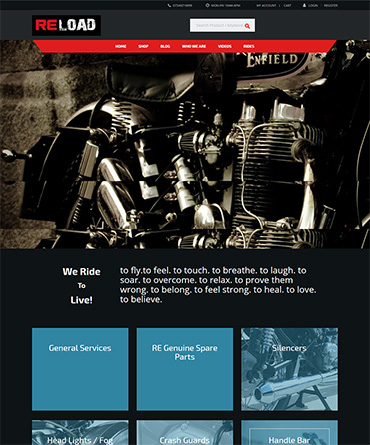 MY ACCOUNT | CART
LOGIN
REGISTER
RELOAD
Search Product / Keyword
HOME
SHOP
BLOG
WHO WE ARE
VIDEOS
RIDES
ENFIELD
We Ride
To
Live!
to fly.to feel. to touch. to breathe. to laugh. to
soar. to overcome. to relax. to prove them
wrong. to belong. to feel strong. to heal. to love.
to believe.
General Services
RE Genuine Spare
Parts
Silencers
Head Lights / Fog
Crash Guards
Handle Bar